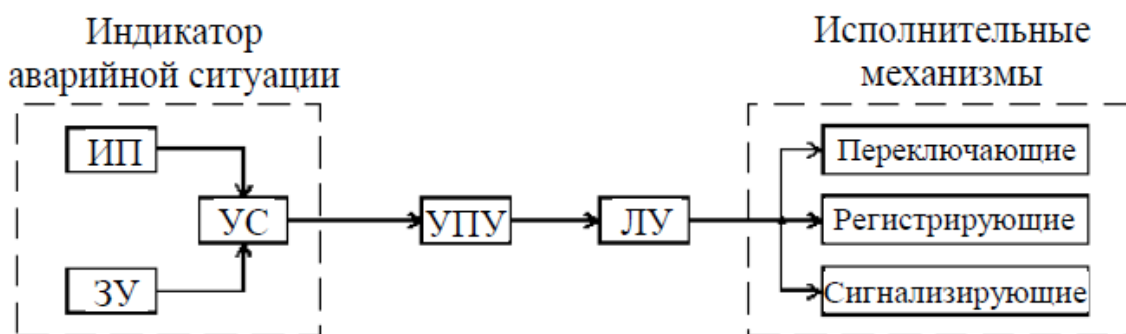 Индикатор
аварийной ситуации
ИП
УС
ЗУ
УПУ
ЛУ
Исполнительные
механизмы
Переключающие
Регистрирующие
Сигнализирующие